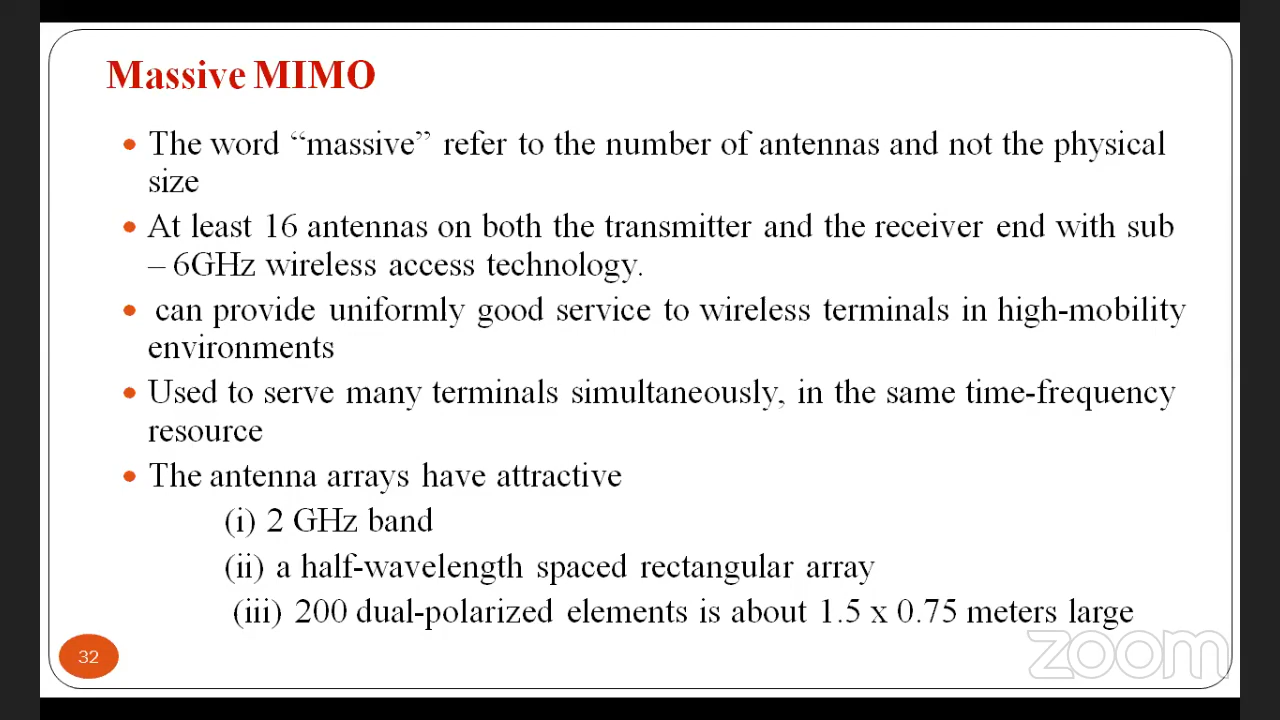 Massive MIMO
• The word “massive” refer to the number of antennas and not the physical
size
• At least 16 antennas on both the transmitter and the receiver end with sub
– 6GHz wireless access technology.
• can provide uniformly good service to wireless terminals in high-mobility
environments
• Used to serve many terminals simultaneously, in the same time-frequency
resource
• The antenna arrays have attractive
(i) 2 GHz band
(ii) a half-wavelength spaced rectangular array
(iii) 200 dual-polarized elements is about 1.5 x 0.75 meters large
32
zoom